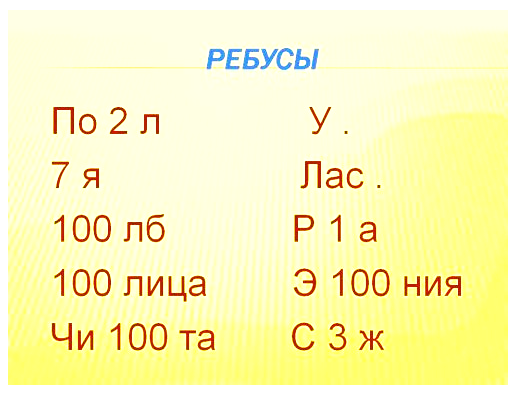 РЕБУСЫ
По 2 л У .
7 я Лас .
100 лб Р 1 а
100 лица Э 100 ния
Чи 100 та С 3 ж